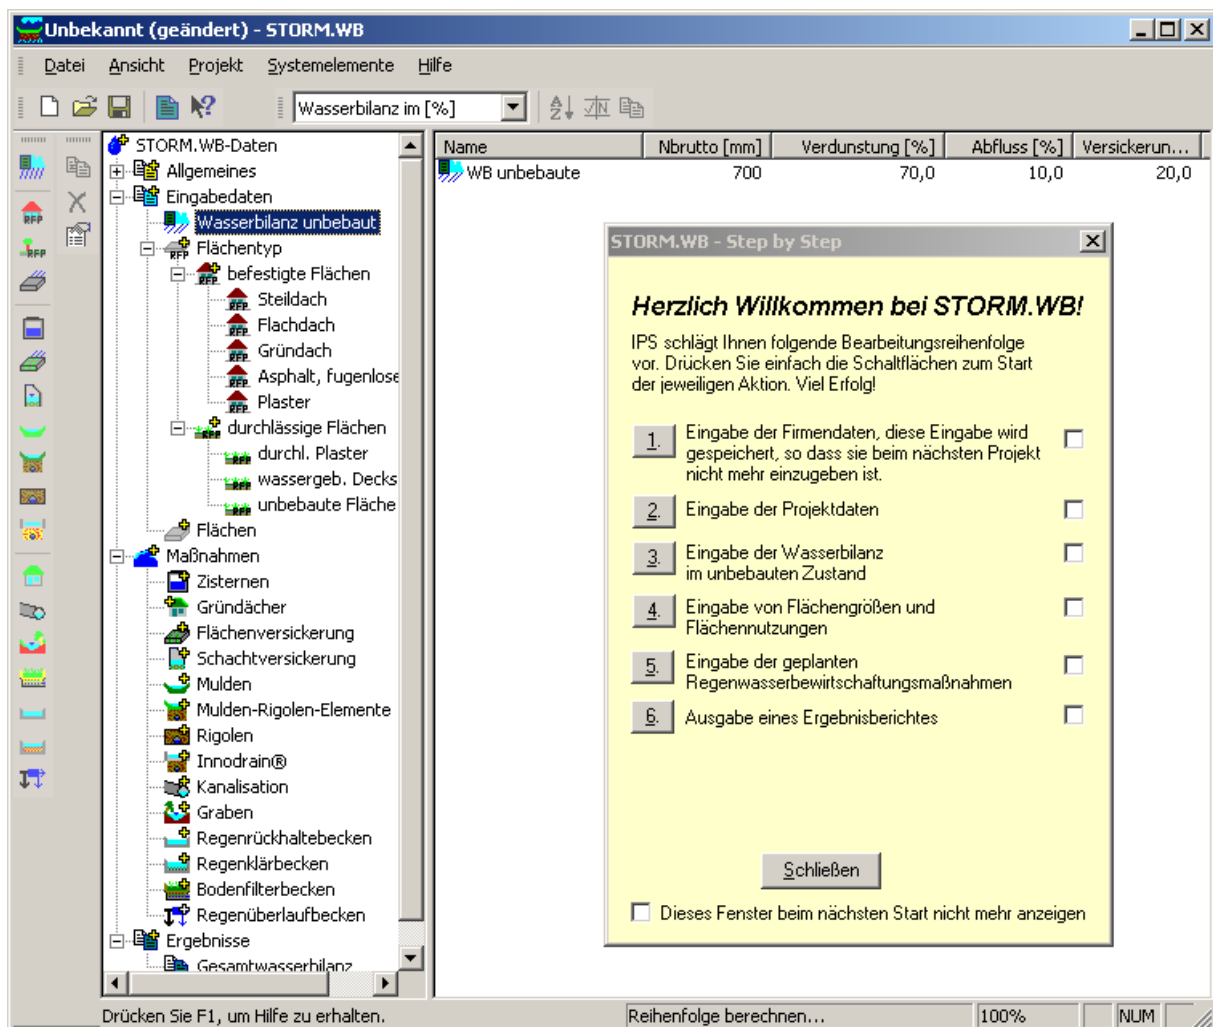 Unbekannt (geändert) - STORM.WB
Datei Ansicht Projekt Systemelemente Hilfe
Wasserbilanz im [%]
STORM.WB-Daten
Allgemeines
Eingabedaten
Wasserbilanz unbebaut
Flächentyp
befestigte Flächen
Steildach
Flachdach
Gründach
Asphalt, fugenlose
Plaster
durchlässige Flächen
durchl. Plaster
wassergeb. Decks
unbebaute Fläche
Flächen
Maßnahmen
Zisternen
Gründächer
Flächenversickerung
Schachtversickerung
Mulden
Mulden-Rigolen-Elemente
Rigolen
Innodrain®
Kanalisation
Graben
Regenrückhaltebecken
Regenklärbecken
Bodenfilterbecken
Regenüberlaufbecken
Ergebnisse
Gesamtwasserbilanz
Name Nbrutto [mm] Verdunstung [%] Abfluss [%] Versickerun...
WB unbebaute 700 70,0 10,0 20,0
STORM.WB - Step by Step
Herzlich Willkommen bei STORM.WB!
IPS schlägt Ihnen folgende Bearbeitungsreihenfolge
vor. Drücken Sie einfach die Schaltflächen zum Start
der jeweiligen Aktion. Viel Erfolg!
1. Eingabe der Firmendaten, diese Eingabe wird
gespeichert, so dass sie beim nächsten Projekt
nicht mehr einzugeben ist.
2. Eingabe der Projektdaten
3. Eingabe der Wasserbilanz
im unbebauten Zustand
4. Eingabe von Flächengrößen und
Flächennutzungen
5. Eingabe der geplanten
Regenwasserbewirtschaftungsmaßnahmen
6. Ausgabe eines Ergebnisberichtes
Schließen
Dieses Fenster beim nächsten Start nicht mehr anzeigen
Drücken Sie F1, um Hilfe zu erhalten. Reihenfolge berechnen... 100% NUM